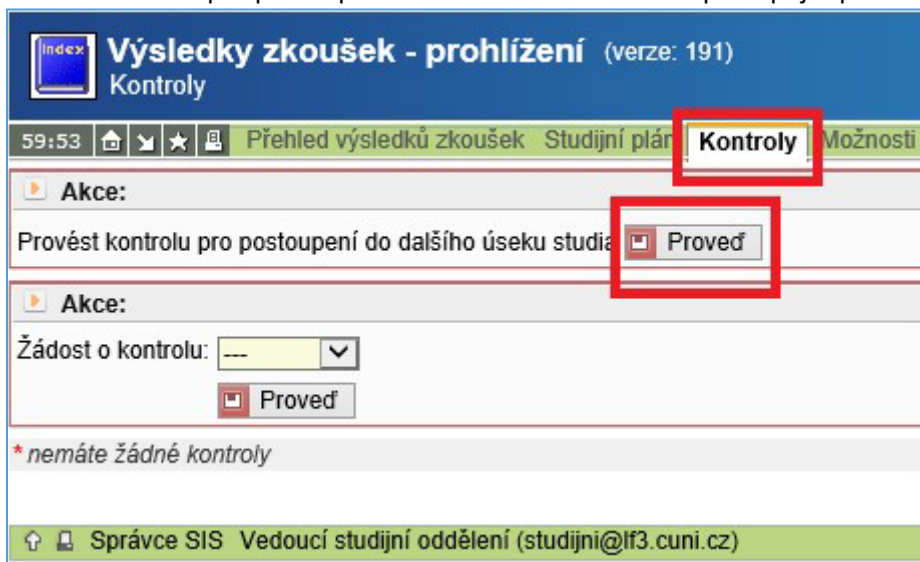 Index
Výsledky zkoušek - prohlížení (verze: 191)
Kontroly
59:53 Přehled výsledků zkoušek Studijní plán Kontroly Možnosti
Akce:
Provést kontrolu pro postoupení do dalšího úseku studia Proveď
Akce:
Žádost o kontrolu: ---
Proveď
* nemáte žádné kontroly
Správce SIS Vedoucí studijní oddělení (studijni@lf3.cuni.cz)